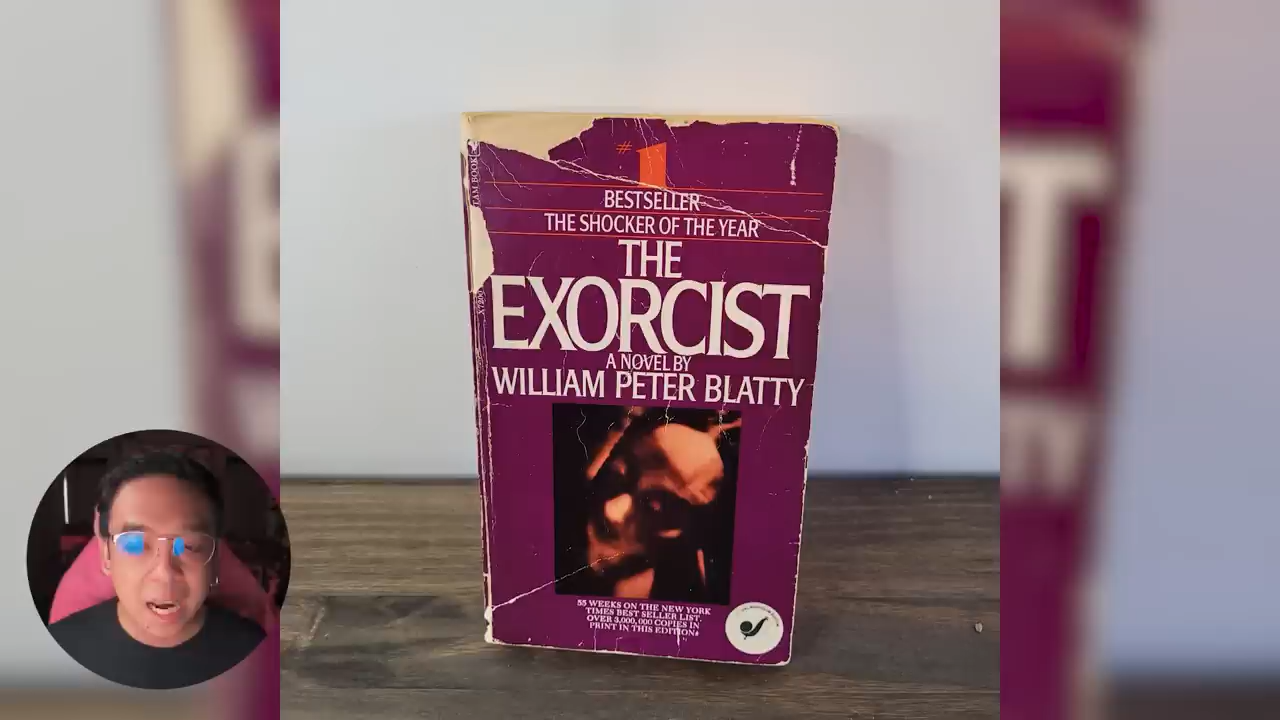 #1
BESTSELLER
THE SHOCKER OF THE YEAR
THE
EXORCIST
A NOVEL BY
WILLIAM PETER BLATTY
55 WEEKS ON THE NEW YORK
TIMES BEST SELLER LIST.
OVER 3,000,000 COPIES IN
PRINT IN THIS EDITION